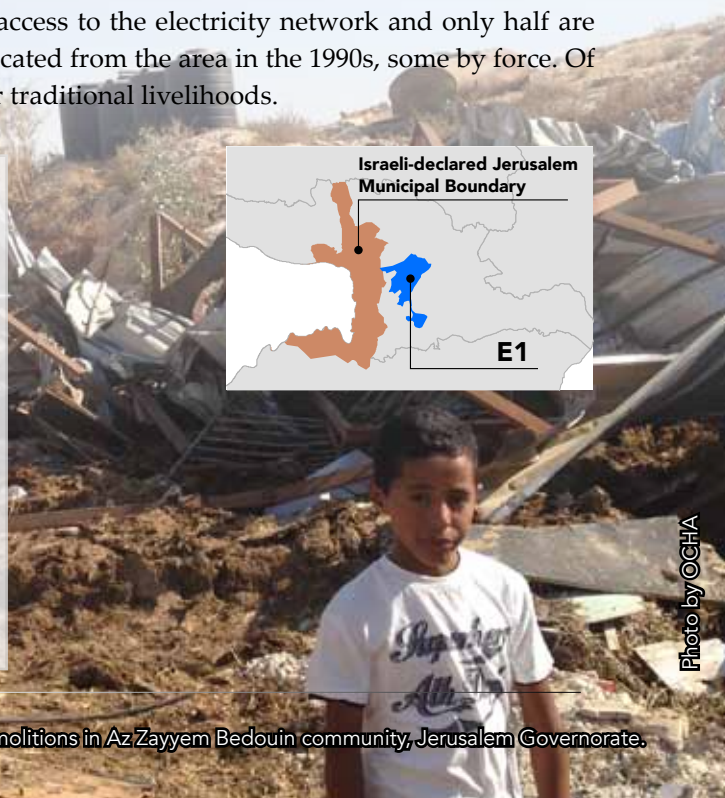 access to the electricity network and only half are
cated from the area in the 1990s, some by force. Of
traditional livelihoods.
Israeli-declared Jerusalem
Municipal Boundary
E1
Photo by OCHA
molitions in Az Zayyem Bedouin community, Jerusalem Governorate.